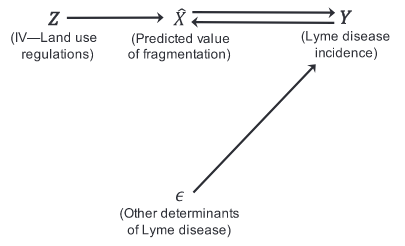 Z X̂ Y
(IV—Land use (Predicted value (Lyme disease
regulations) of fragmentation) incidence)
ϵ
(Other determinants
of Lyme disease)